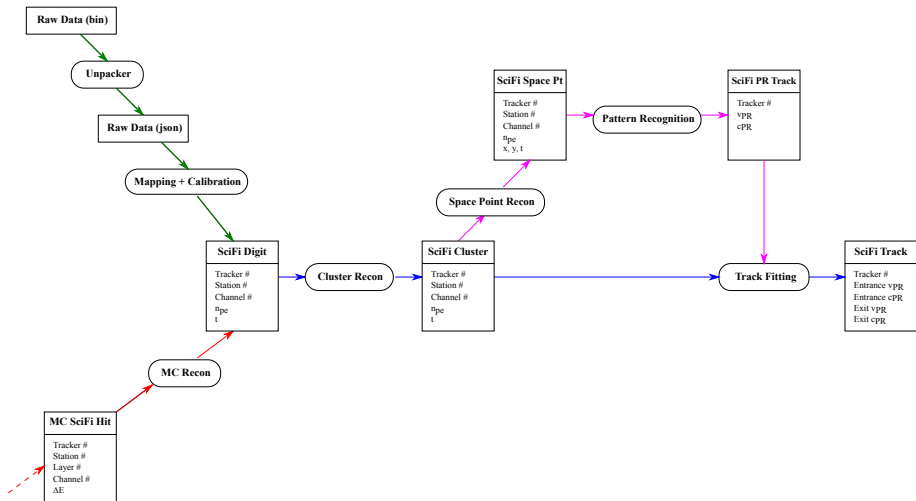 Raw Data (bin)
Unpacker
Raw Data (json)
Mapping + Calibration
SciFi Digit
Tracker #
Station #
Channel #
npe
t
MC SciFi Hit
Tracker #
Station #
Layer #
Channel #
ΔE
MC Recon
Cluster Recon
SciFi Cluster
Tracker #
Station #
Channel #
npe
t
Space Point Recon
SciFi Space Pt
Tracker #
Station #
Channel #
npe
x, y, t
Pattern Recognition
SciFi PR Track
Tracker #
vPR
cPR
Track Fitting
SciFi Track
Tracker #
Entrance vPR
Entrance cPR
Exit vPR
Exit cPR